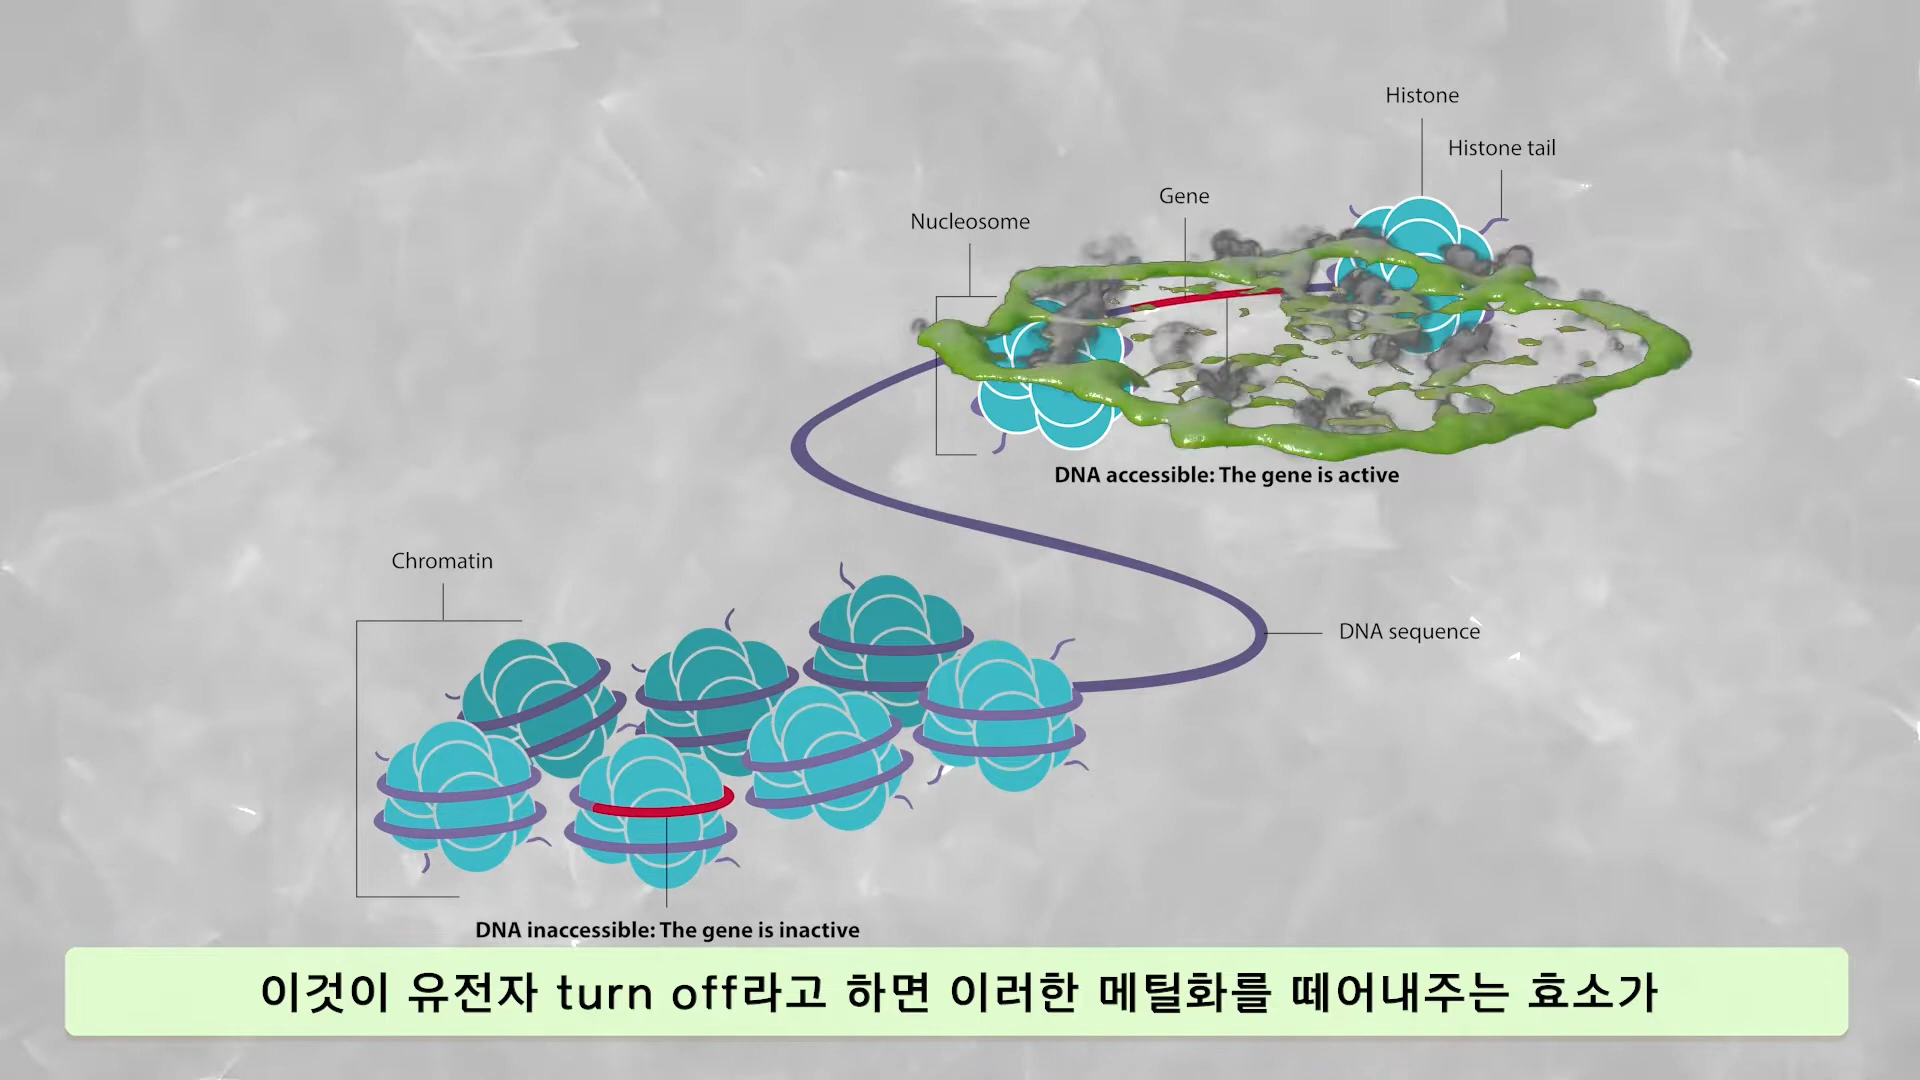 Histone
Histone tail
Gene
Nucleosome
DNA accessible: The gene is active
Chromatin
DNA sequence
DNA inaccessible: The gene is inactive
이것이 유전자 turn off라고 하면 이러한 메틸화를 떼어내주는 효소가